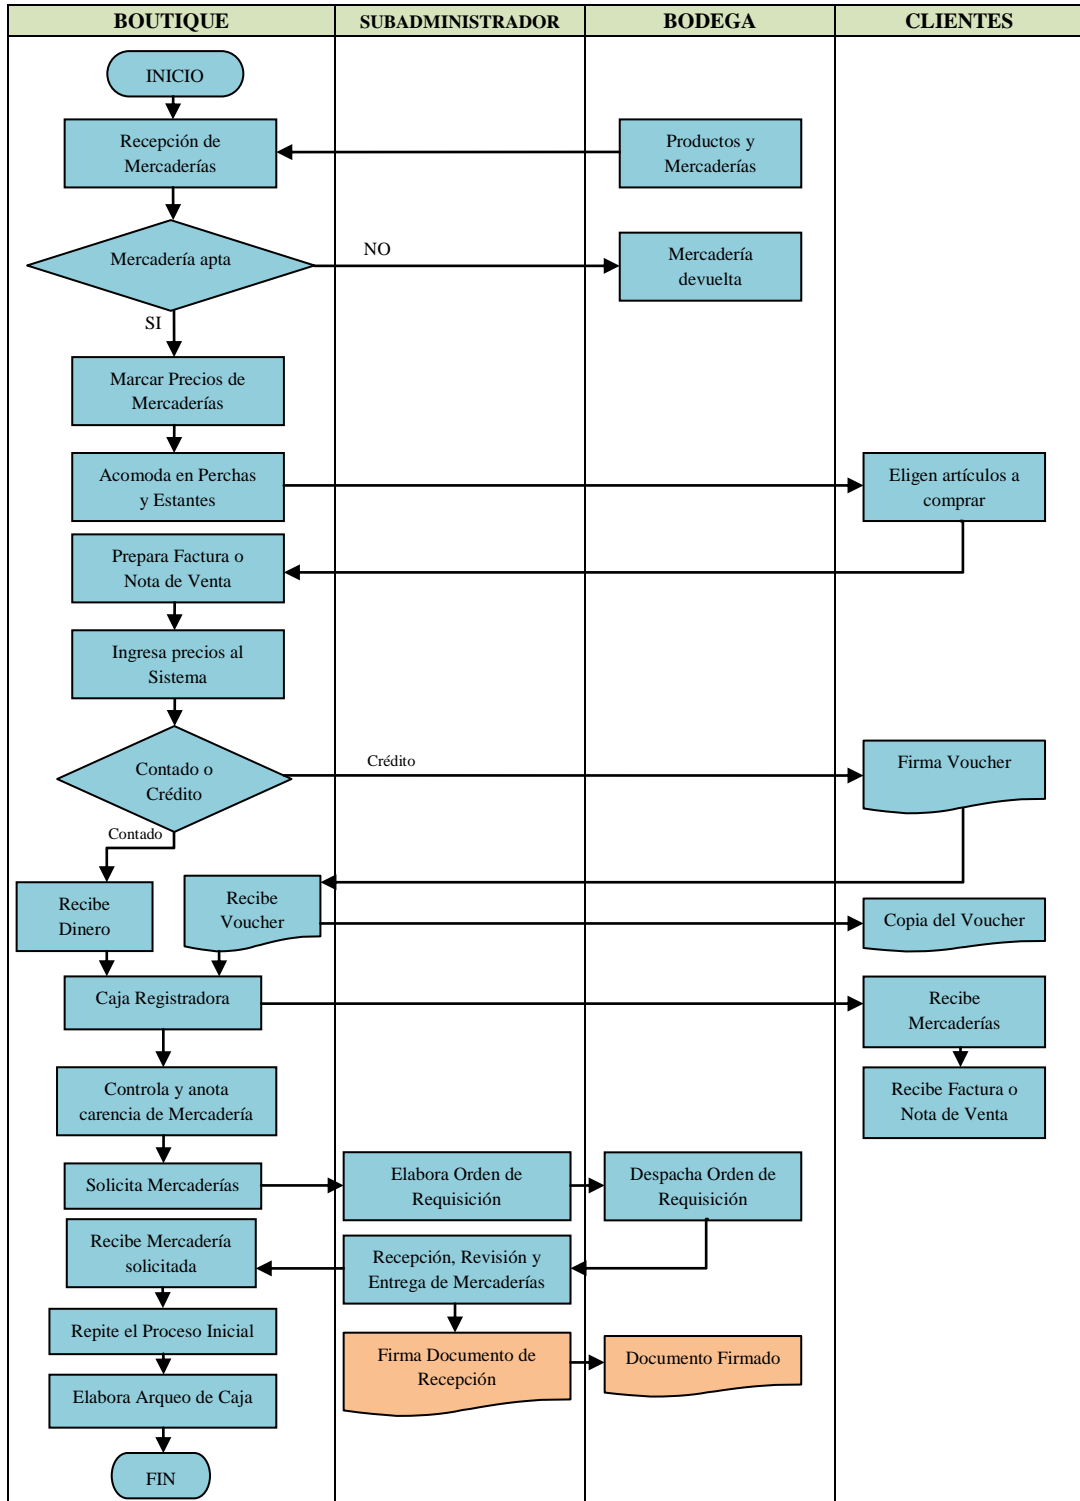 BOUTIQUE
SUBADMINISTRADOR
BODEGA
CLIENTES
INICIO
Recepción de
Mercaderías
Productos y
Mercaderías
Mercadería apta
NO
Mercadería
devuelta
SI
Marcar Precios de
Mercaderías
Acomoda en Perchas
y Estantes
Eligen artículos a
comprar
Prepara Factura o
Nota de Venta
Ingresa precios al
Sistema
Contado o
Crédito
Crédito
Firma Voucher
Contado
Recibe
Dinero
Recibe
Voucher
Copia del Voucher
Caja Registradora
Recibe
Mercaderías
Controla y anota
carencia de Mercadería
Recibe Factura o
Nota de Venta
Solicita Mercaderías
Elabora Orden de
Requisición
Despacha Orden de
Requisición
Recibe Mercadería
solicitada
Recepción, Revisión y
Entrega de Mercaderías
Repite el Proceso Inicial
Firma Documento de
Recepción
Documento Firmado
Elabora Arqueo de Caja
FIN